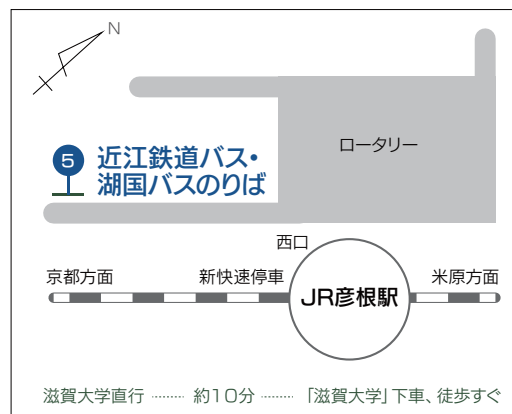 N
ロータリー
5 近江鉄道バス・
湖国バスのりば
西口
京都方面 新快速停車 JR彦根駅 米原方面
滋賀大学直行 ……… 約10分 ……… 「滋賀大学」下車、徒歩すぐ